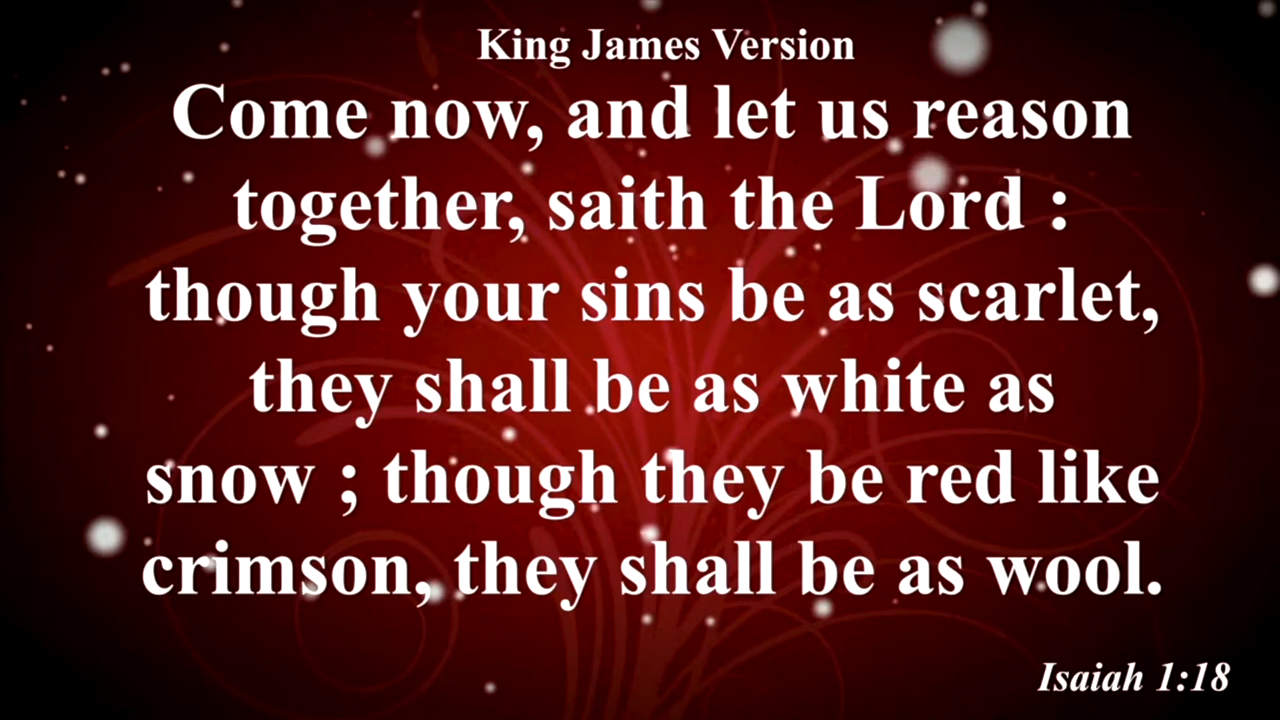 King James Version
Come now, and let us reason
together, saith the Lord :
though your sins be as scarlet,
they shall be as white as
snow ; though they be red like
crimson, they shall be as wool.
Isaiah 1:18